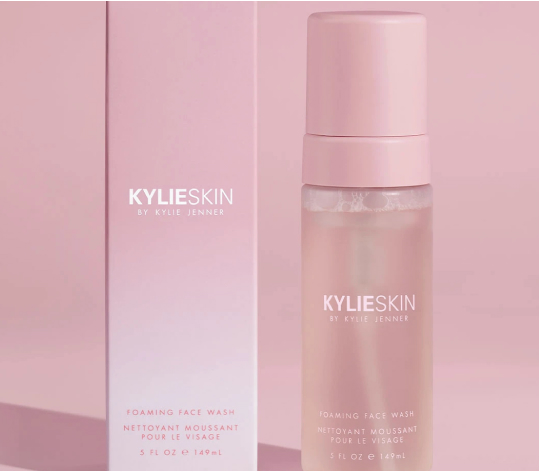 KYLIESKIN
BY KYLIE JENNER
FOAMING FACE WASH
NETTOYANT MOUSSANT
POUR LE VISAGE
5 FL OZ ℮ 149mL
KYLIESKIN
BY KYLIE JENNER
FOAMING FACE WASH
NETTOYANT MOUSSANT
POUR LE VISAGE
5 FL OZ ℮ 149mL